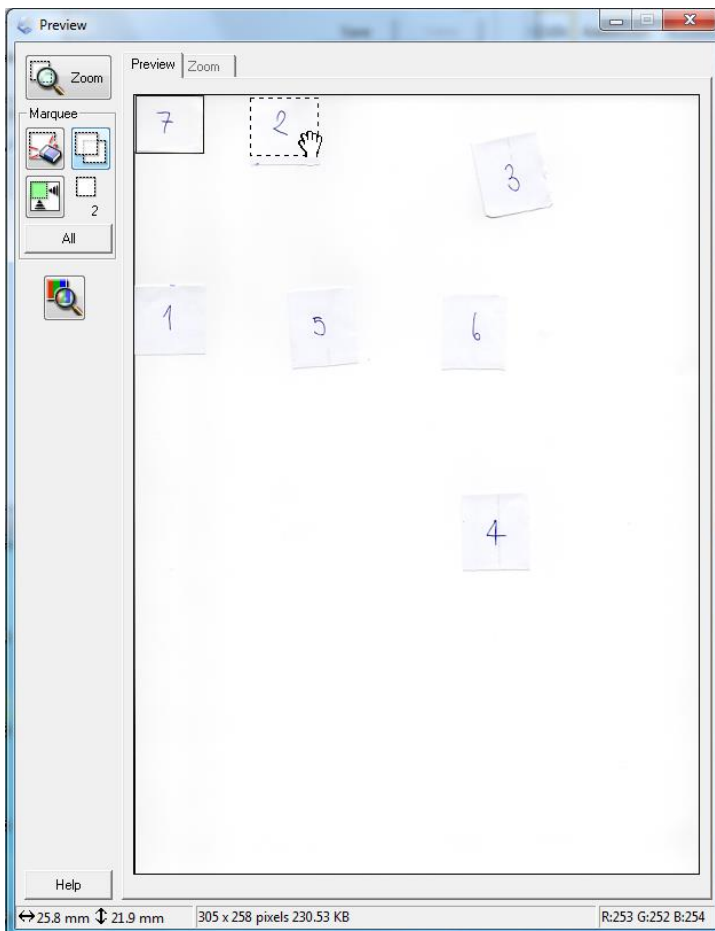 Preview
Zoom
Preview Zoom
Marquee
2
All
7 2
3
1 5 6
4
Help
25.8 mm 21.9 mm 305 x 258 pixels 230.53 KB R:253 G:252 B:254